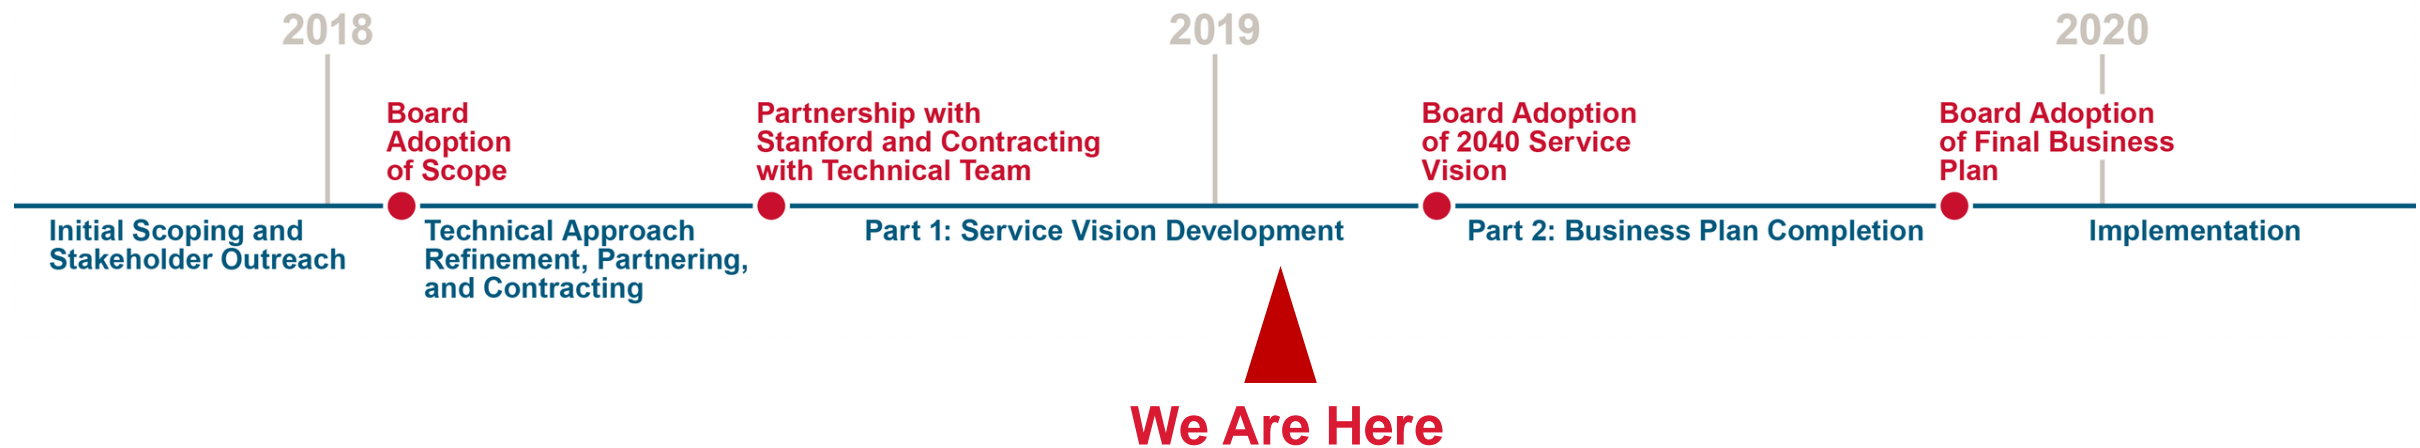 2018
2019
2020
Board
Adoption
of Scope
Partnership with
Stanford and Contracting
with Technical Team
Board Adoption
of 2040 Service
Vision
Board Adoption
of Final Business
Plan
Initial Scoping and
Stakeholder Outreach
Technical Approach
Refinement, Partnering,
and Contracting
Part 1: Service Vision Development
Part 2: Business Plan Completion
Implementation
We Are Here